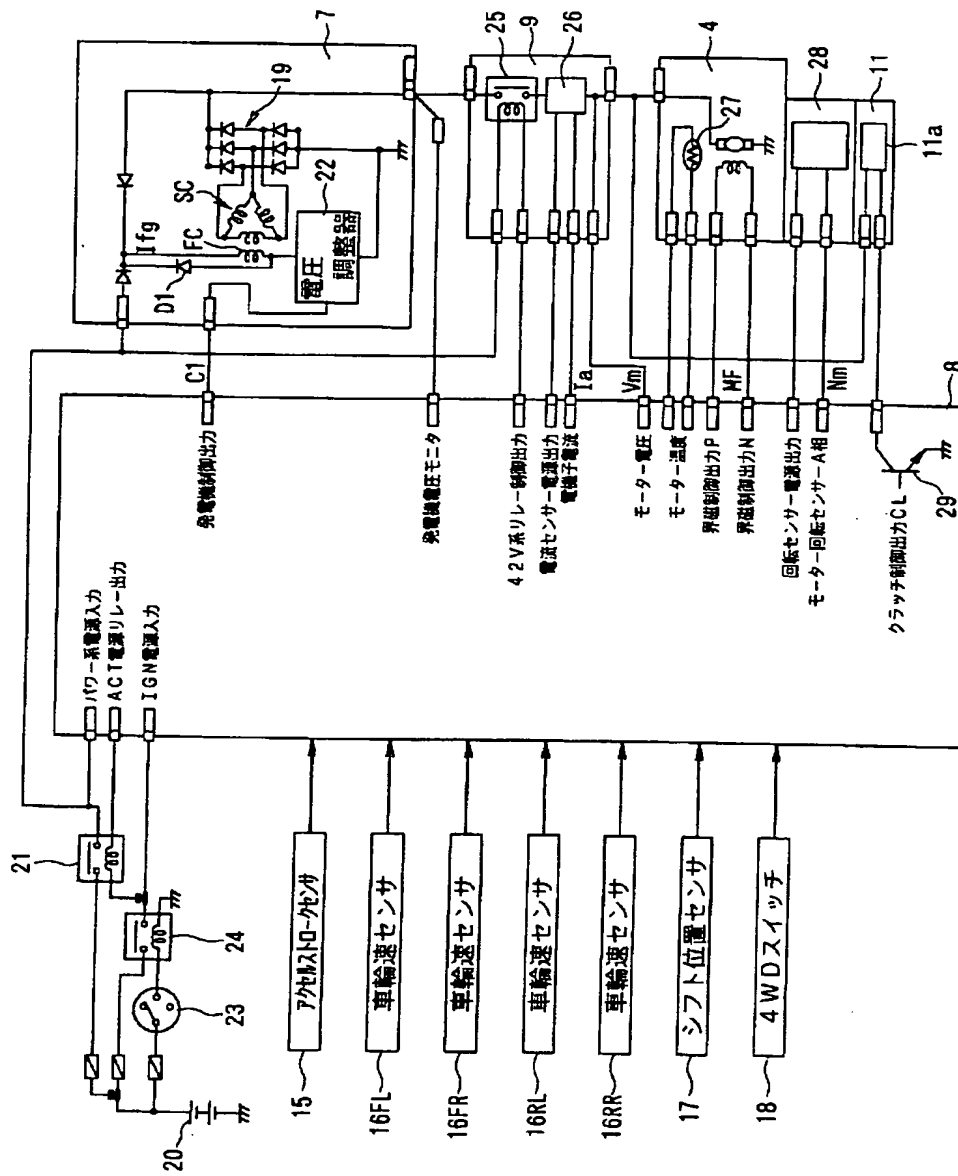 7
19
SC
22
Ifg
FC
D1
電圧
調整器
25
9
26
4
27
28
11
11a
C1
発電機制御出力
発電機電圧モニタ
42V系リレー制御出力
電流センサー電源出力
Ia
電機子電流
Vm
モーター電圧
モーター温度
界磁制御出力P
MF
界磁制御出力N
回転センサー電源出力
Nm
モーター回転センサーA相
クラッチ制御出力CL
29
8
パワー系電源入力
ACT電源リレー出力
IGN電源入力
21
24
23
20
アクセルストロークセンサ
15
車輪速センサ
16FL
車輪速センサ
16FR
車輪速センサ
16RL
車輪速センサ
16RR
シフト位置センサ
17
4WDスイッチ
18